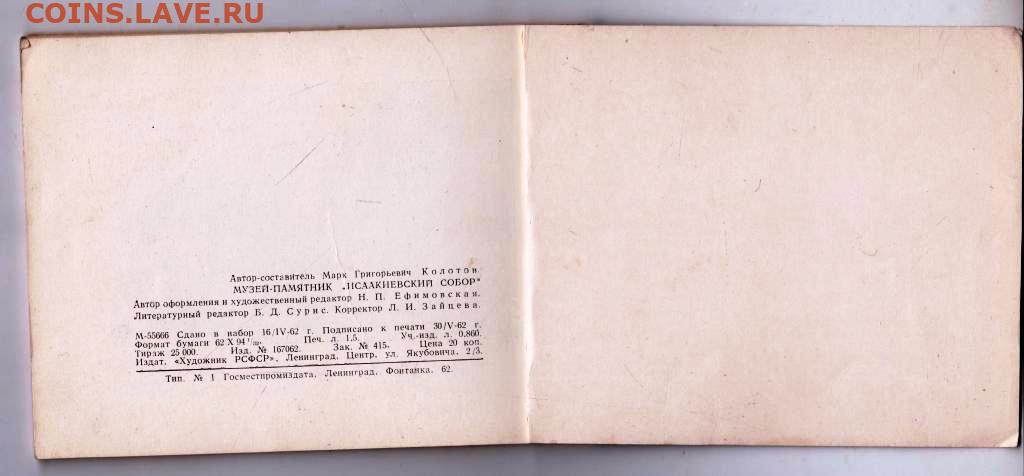 COINS.LAVE.RU
Автор-составитель Марк Григорьевич Колотов.
МУЗЕЙ-ПАМЯТНИК „ИСААКИЕВСКИЙ СОБОР“
Автор оформления и художественный редактор Н. П. Ефимовская.
Литературный редактор Б. Д. Сурис. Корректор Л. И. Зайцева.
М-55666 Сдано в набор 16/IV-62 г. Подписано к печати 30/V-62 г.
Формат бумаги 62 X 94 Печ. л. 1,5. Уч.-изд. л. 0,860.
Тираж 25 000. Изд. № 167062. Зак. № 415. Цена 20 коп.
Издат. «Художник РСФСР». Ленинград, Центр, ул. Якубовича, 2/3.
Тип. № 1 Госместпромиздата. Ленинград, Фонтанка, 62.